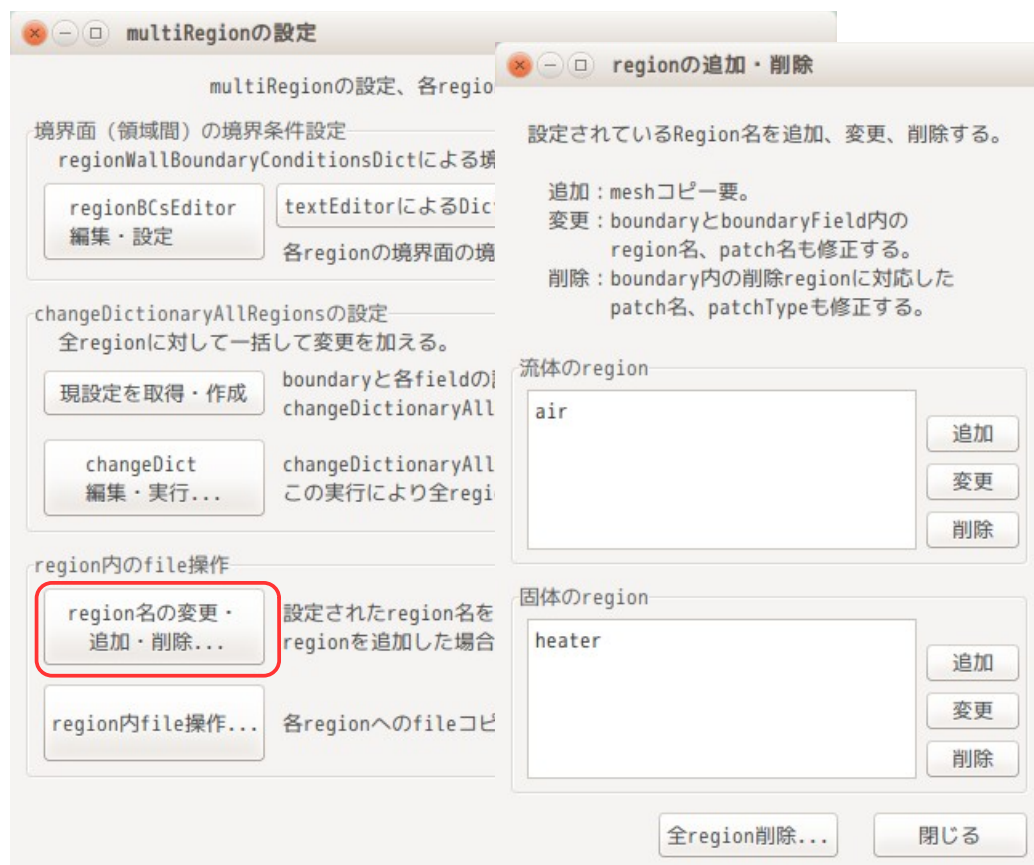 multiRegionの設定
multiRegionの設定、各regio
境界面（領域間）の境界条件設定
regionWallBoundaryConditionsDictによる境
regionBCsEditor
編集・設定
textEditorによるDic
各regionの境界面の境
changeDictionaryAllRegionsの設定
全regionに対して一括して変更を加える。
現設定を取得・作成
boundaryと各fieldの
changeDictionaryAll
changeDict
編集・実行...
changeDictionaryAll
この実行により全regi
region内のfile操作
region名の変更・
追加・削除...
設定されたregion名を
regionを追加した場合
region内file操作...
各regionへのfileコピ
regionの追加・削除
設定されているRegion名を追加、変更、削除する。
追加：meshコピー要。
変更：boundaryとboundaryField内の
region名、patch名も修正する。
削除：boundary内の削除regionに対応した
patch名、patchTypeも修正する。
流体のregion
air
追加
変更
削除
固体のregion
heater
追加
変更
削除
全region削除...
閉じる